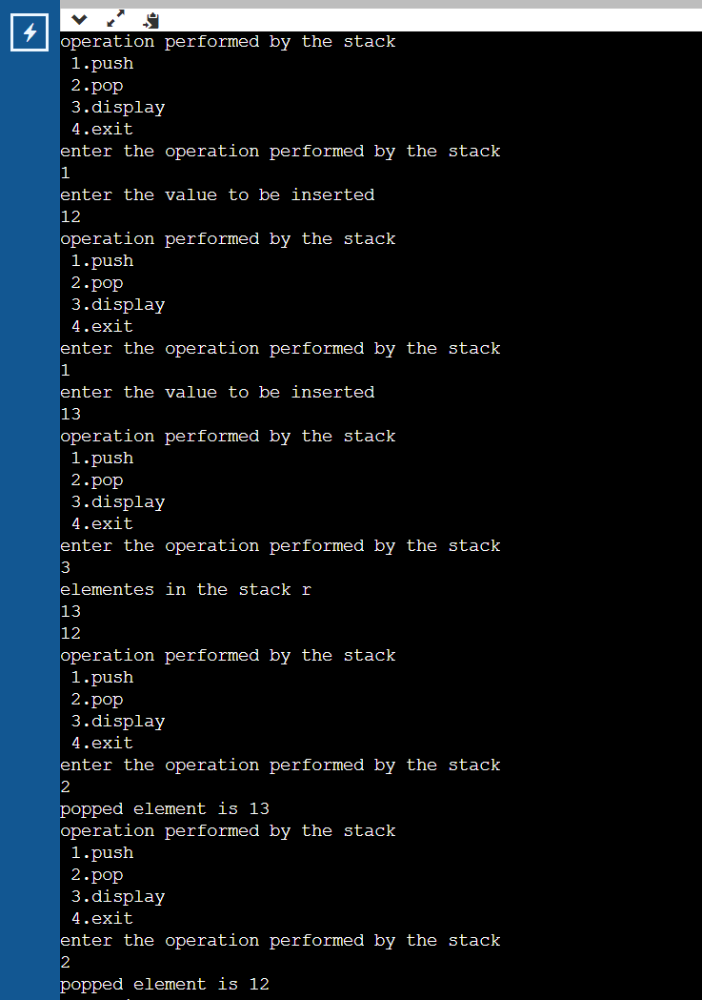 operation performed by the stack
 1.push
 2.pop
 3.display
 4.exit
enter the operation performed by the stack
1
enter the value to be inserted
12
operation performed by the stack
 1.push
 2.pop
 3.display
 4.exit
enter the operation performed by the stack
1
enter the value to be inserted
13
operation performed by the stack
 1.push
 2.pop
 3.display
 4.exit
enter the operation performed by the stack
3
elementes in the stack r
13
12
operation performed by the stack
 1.push
 2.pop
 3.display
 4.exit
enter the operation performed by the stack
2
popped element is 13
operation performed by the stack
 1.push
 2.pop
 3.display
 4.exit
enter the operation performed by the stack
2
popped element is 12